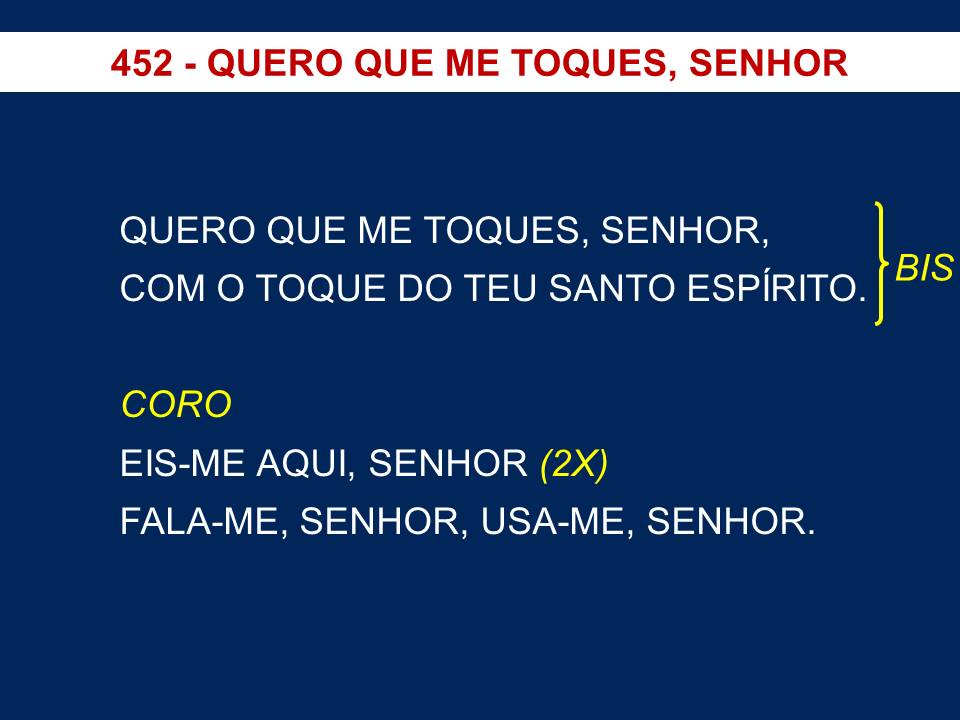 452 - QUERO QUE ME TOQUES, SENHOR
QUERO QUE ME TOQUES, SENHOR,
COM O TOQUE DO TEU SANTO ESPÍRITO.
BIS
CORO
EIS-ME AQUI, SENHOR (2X)
FALA-ME, SENHOR, USA-ME, SENHOR.